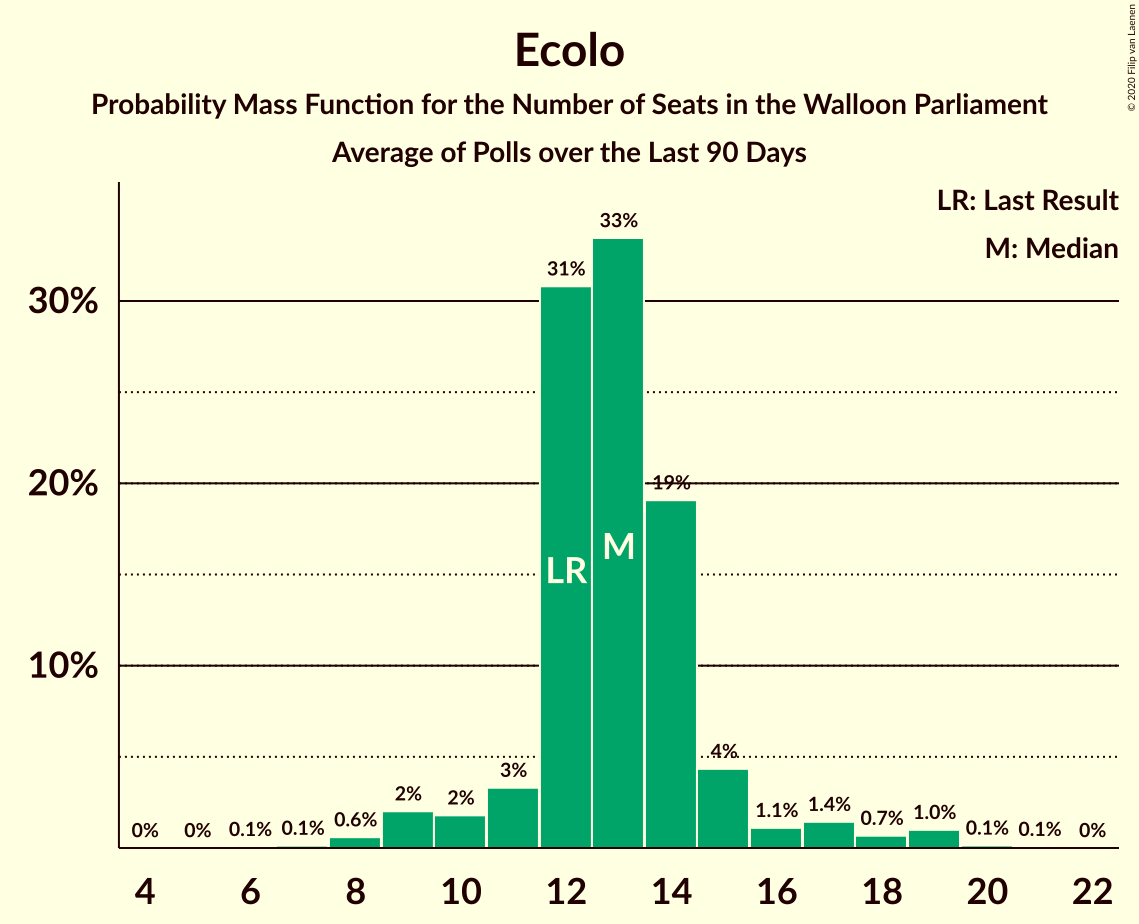 Ecolo
Probability Mass Function for the Number of Seats in the Walloon Parliament
Average of Polls over the Last 90 Days
© 2020 Filip van Laenen
LR: Last Result
M: Median
30%
20%
10%
0%
0%
0.1%
0.1%
0.6%
2%
2%
3%
31%
33%
19%
4%
1.1%
1.4%
0.7%
1.0%
0.1%
0.1%
0%
LR
M
4 6 8 10 12 14 16 18 20 22